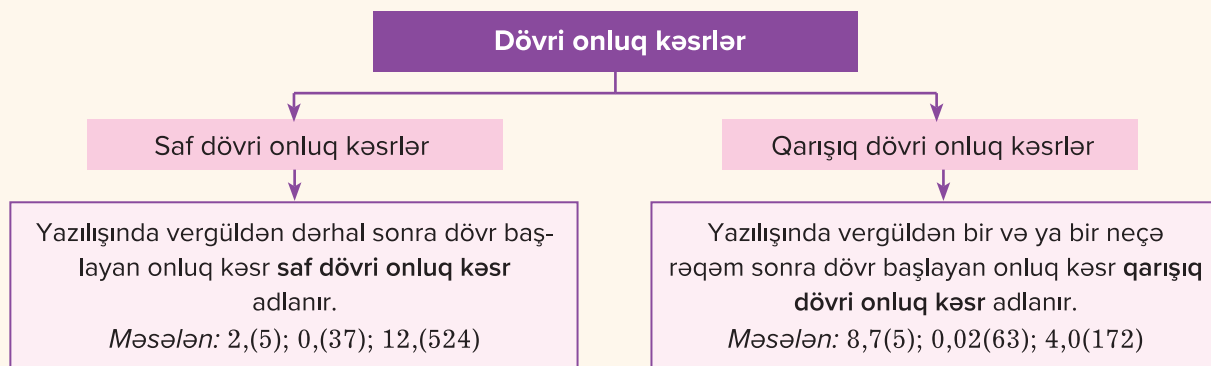 Dövri onluq kəsrlər
Saf dövri onluq kəsrlər
Qarışıq dövri onluq kəsrlər
Yazılışında vergüldən dərhal sonra dövr baş-
layan onluq kəsr saf dövri onluq kəsr
adlanır.
Məsələn: 2,(5); 0,(37); 12,(524)
Yazılışında vergüldən bir və ya bir neçə
rəqəm sonra dövr başlayan onluq kəsr qarışıq
dövri onluq kəsr adlanır.
Məsələn: 8,7(5); 0,02(63); 4,0(172)